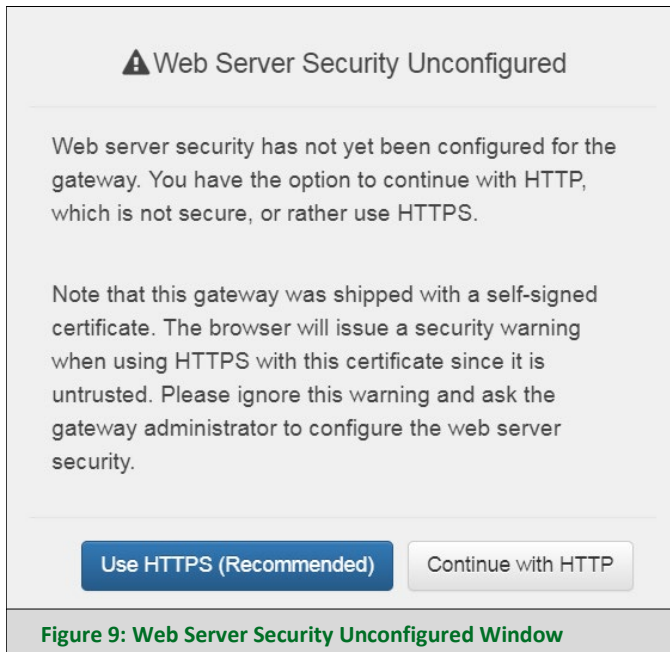 Web Server Security Unconfigured
Web server security has not yet been configured for the
gateway. You have the option to continue with HTTP,
which is not secure, or rather use HTTPS.
Note that this gateway was shipped with a self-signed
certificate. The browser will issue a security warning
when using HTTPS with this certificate since it is
untrusted. Please ignore this warning and ask the
gateway administrator to configure the web server
security.
Use HTTPS (Recommended)
Continue with HTTP
Figure 9: Web Server Security Unconfigured Window